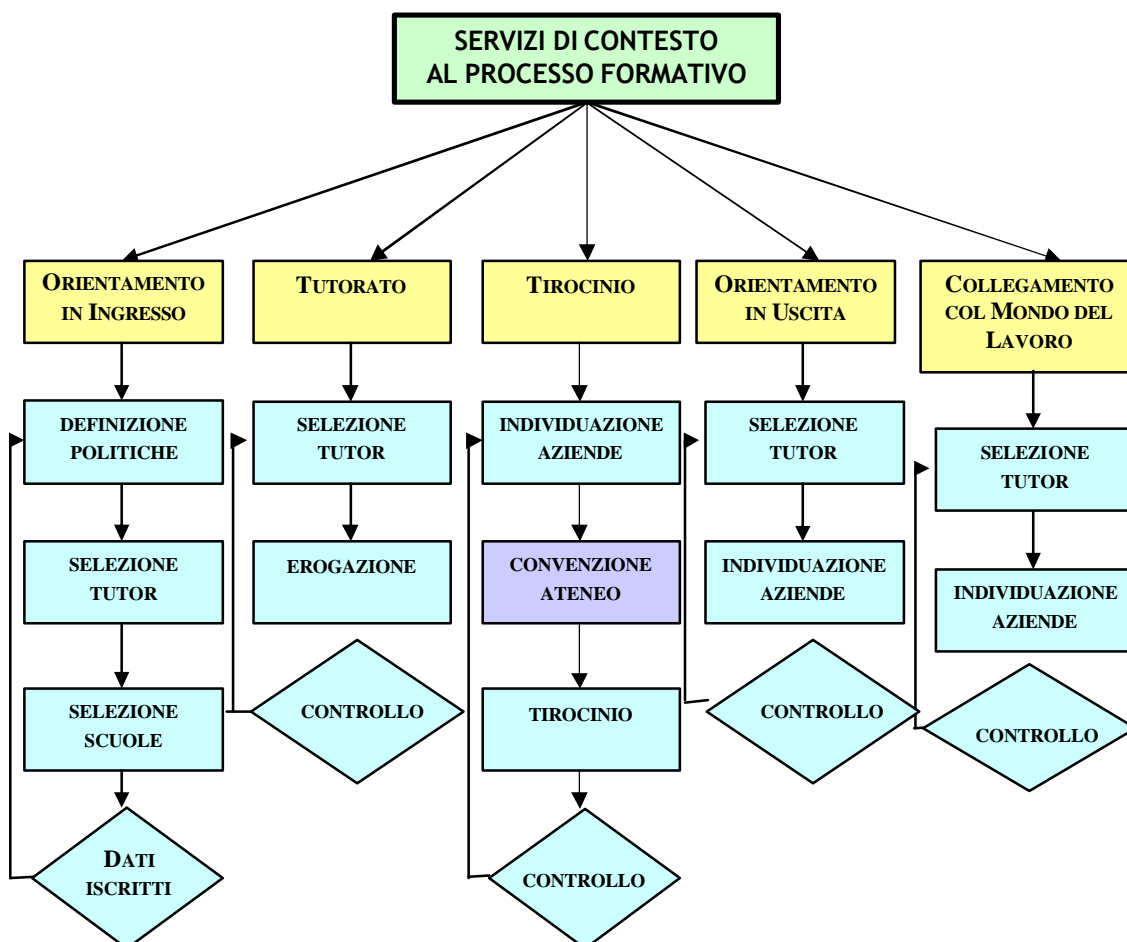 SERVIZI DI CONTESTO
AL PROCESSO FORMATIVO
ORIENTAMENTO
IN INGRESSO
TUTORATO
TIROCINIO
ORIENTAMENTO
IN USCITA
COLLEGAMENTO
COL MONDO DEL
LAVORO
DEFINIZIONE
POLITICHE
SELEZIONE
TUTOR
INDIVIDUAZIONE
AZIENDE
SELEZIONE
TUTOR
SELEZIONE
TUTOR
SELEZIONE
TUTOR
EROGAZIONE
CONVENZIONE
ATENEO
INDIVIDUAZIONE
AZIENDE
INDIVIDUAZIONE
AZIENDE
SELEZIONE
SCUOLE
CONTROLLO
TIROCINIO
CONTROLLO
CONTROLLO
DATI
ISCRITTI
CONTROLLO